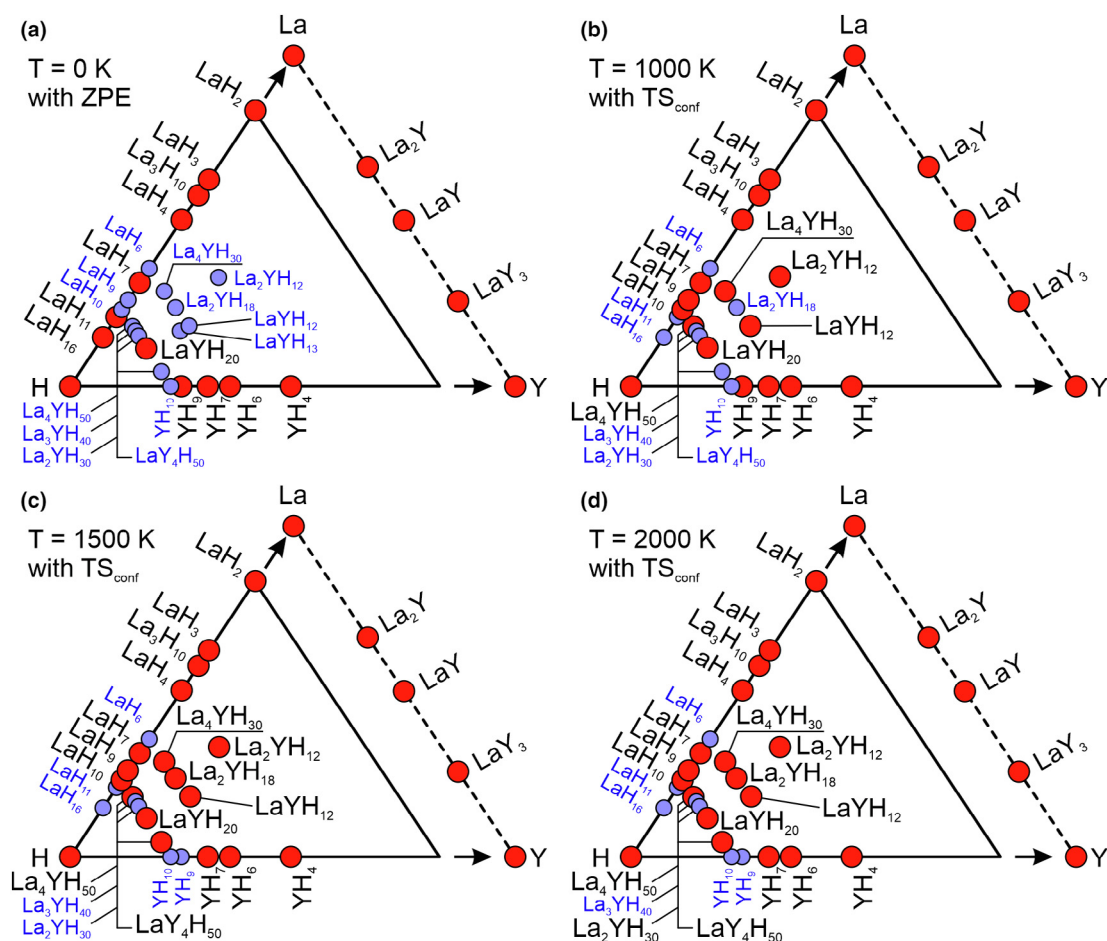 (a)
T = 0 K
with ZPE
La
LaH₂
La₂Y
LaH₃
La₃H₁₀
LaH₄
LaY
LaH₆
LaH₇
LaH₉
LaH₁₀
LaH₁₁
LaH₁₆
La₄YH₃₀
La₂YH₁₂
La₂YH₁₈
LaYH₁₂
LaYH₁₃
LaY₃
LaYH₂₀
H
Y
La₄YH₅₀
La₃YH₄₀
La₂YH₃₀
LaY₄H₅₀
YH₁₀
YH₉
YH₇
YH₆
YH₄
(b)
T = 1000 K
with TSconf
La
LaH₂
La₂Y
LaH₃
La₃H₁₀
LaH₄
LaY
LaH₆
LaH₇
LaH₉
LaH₁₀
LaH₁₁
LaH₁₆
La₄YH₃₀
La₂YH₁₂
La₂YH₁₈
LaYH₁₂
LaY₃
LaYH₂₀
H
Y
La₄YH₅₀
La₃YH₄₀
La₂YH₃₀
LaY₄H₅₀
YH₁₀
YH₉
YH₇
YH₆
YH₄
(c)
T = 1500 K
with TSconf
La
LaH₂
La₂Y
LaH₃
La₃H₁₀
LaH₄
LaY
LaH₆
LaH₇
LaH₉
LaH₁₀
LaH₁₁
LaH₁₆
La₄YH₃₀
La₂YH₁₂
La₂YH₁₈
LaYH₁₂
LaY₃
LaYH₂₀
H
Y
La₄YH₅₀
La₃YH₄₀
La₂YH₃₀
LaY₄H₅₀
YH₁₀
YH₉
YH₇
YH₆
YH₄
(d)
T = 2000 K
with TSconf
La
LaH₂
La₂Y
LaH₃
La₃H₁₀
LaH₄
LaY
LaH₆
LaH₇
LaH₉
LaH₁₀
LaH₁₁
LaH₁₆
La₄YH₃₀
La₂YH₁₂
La₂YH₁₈
LaYH₁₂
LaY₃
LaYH₂₀
H
Y
La₄YH₅₀
La₃YH₄₀
La₂YH₃₀
LaY₄H₅₀
YH₁₀
YH₉
YH₇
YH₆
YH₄